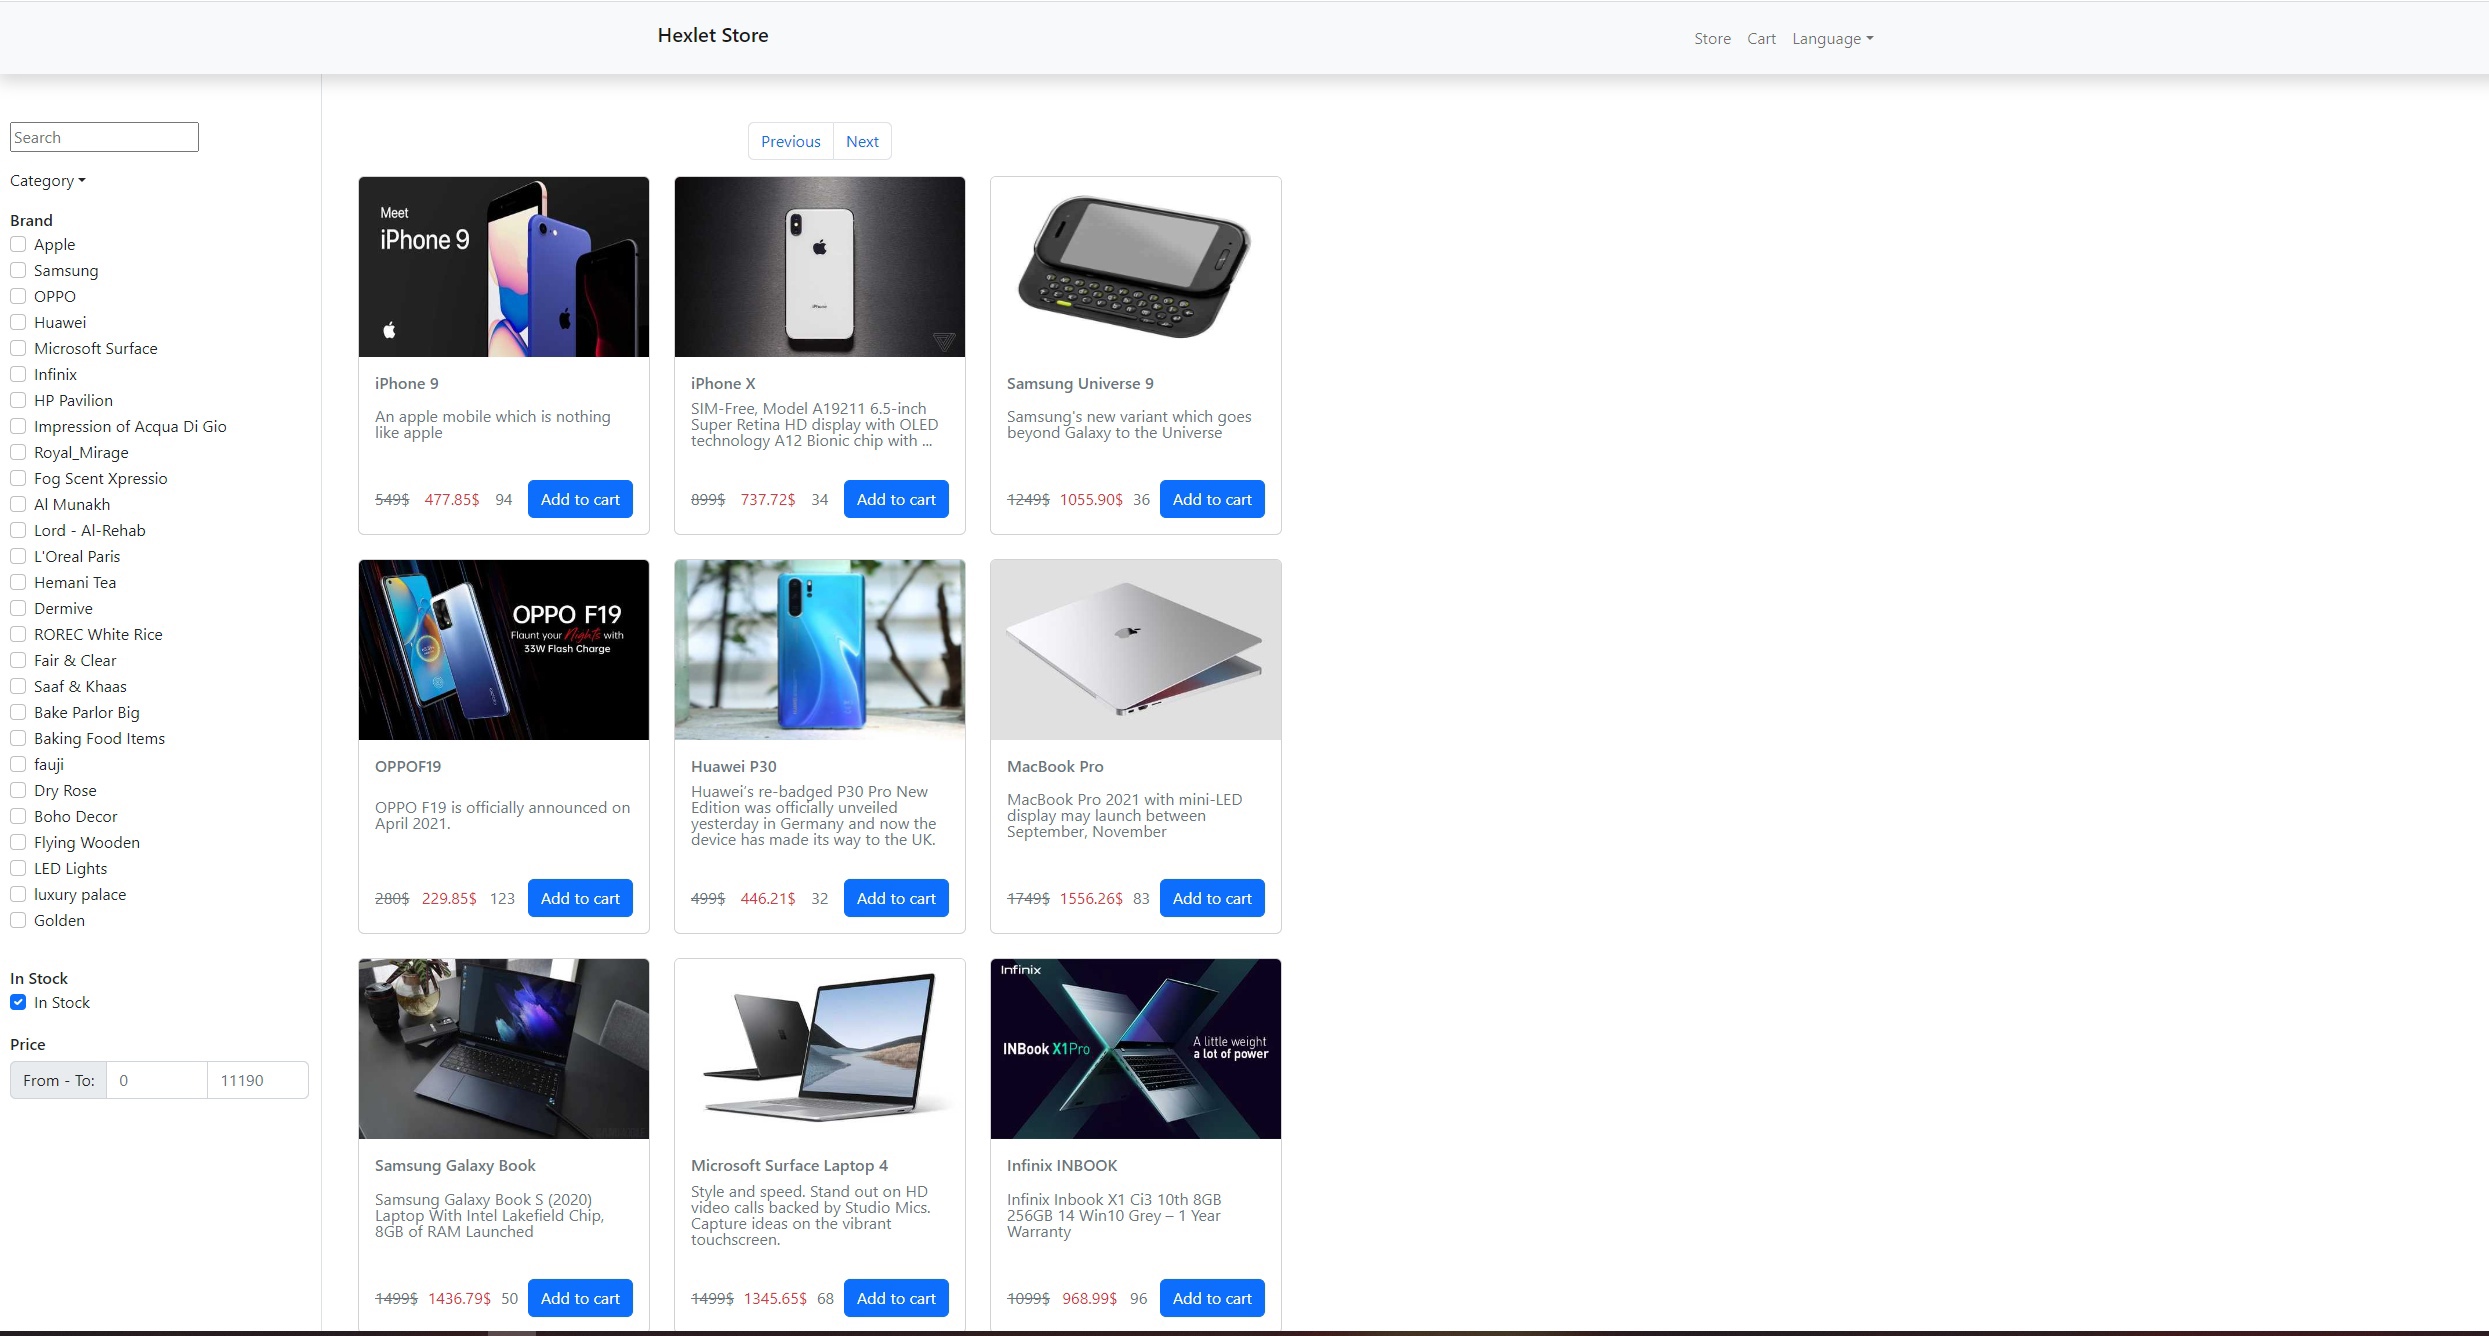 Hexlet Store
Store
Cart
Language
Search
Category
Brand
Apple
Samsung
OPPO
Huawei
Microsoft Surface
Infinix
HP Pavilion
Impression of Acqua Di Gio
Royal_Mirage
Fog Scent Xpressio
Al Munakh
Lord - Al-Rehab
L'Oreal Paris
Hemani Tea
Dermive
ROREC White Rice
Fair & Clear
Saaf & Khaas
Bake Parlor Big
Baking Food Items
fauji
Dry Rose
Boho Decor
Flying Wooden
LED Lights
luxury palace
Golden
In Stock
In Stock
Price
From - To:
0
11190
Previous
Next
Meet
iPhone 9
iPhone 9
An apple mobile which is nothing
like apple
549$ 477.85$ 94 Add to cart
iPhone
iPhone X
SIM-Free, Model A19211 6.5-inch
Super Retina HD display with OLED
technology A12 Bionic chip with ...
899$ 737.72$ 34 Add to cart
Samsung Universe 9
Samsung's new variant which goes
beyond Galaxy to the Universe
1249$ 1055.90$ 36 Add to cart
OPPO F19
Flaunt your Nights with
33W Flash Charge
OPPOF19
OPPO F19 is officially announced on
April 2021.
280$ 229.85$ 123 Add to cart
Huawei P30
Huawei’s re-badged P30 Pro New
Edition was officially unveiled
yesterday in Germany and now the
device has made its way to the UK.
499$ 446.21$ 32 Add to cart
MacBook Pro
MacBook Pro 2021 with mini-LED
display may launch between
September, November
1749$ 1556.26$ 83 Add to cart
Samsung Galaxy Book
Samsung Galaxy Book S (2020)
Laptop With Intel Lakefield Chip,
8GB of RAM Launched
1499$ 1436.79$ 50 Add to cart
Microsoft Surface Laptop 4
Style and speed. Stand out on HD
video calls backed by Studio Mics.
Capture ideas on the vibrant
touchscreen.
1499$ 1345.65$ 68 Add to cart
Infinix
INBook X1Pro
A little weight
a lot of power
Infinix INBOOK
Infinix Inbook X1 Ci3 10th 8GB
256GB 14 Win10 Grey – 1 Year
Warranty
1099$ 968.99$ 96 Add to cart